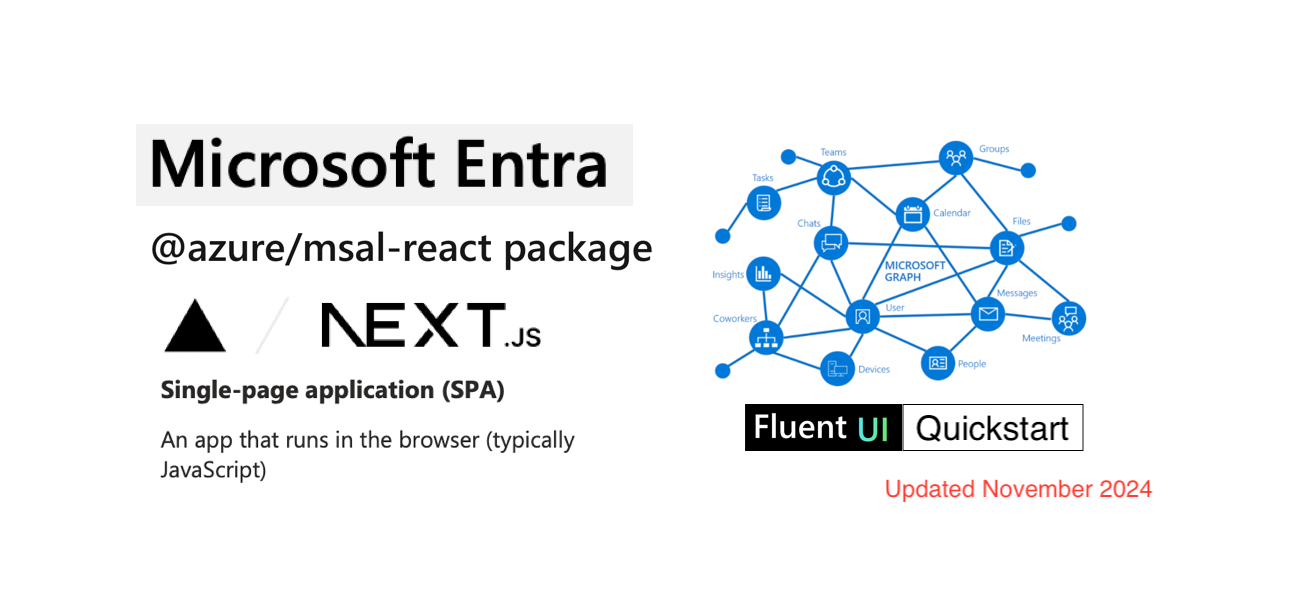 Microsoft Entra
@azure/msal-react package
NEXT.JS
Single-page application (SPA)
An app that runs in the browser (typically
JavaScript)
Teams
Groups
Tasks
Calendar
Chats
Files
MICROSOFT
GRAPH
Insights
Messages
User
Coworkers
Meetings
People
Devices
Fluent UI Quickstart
Updated November 2024